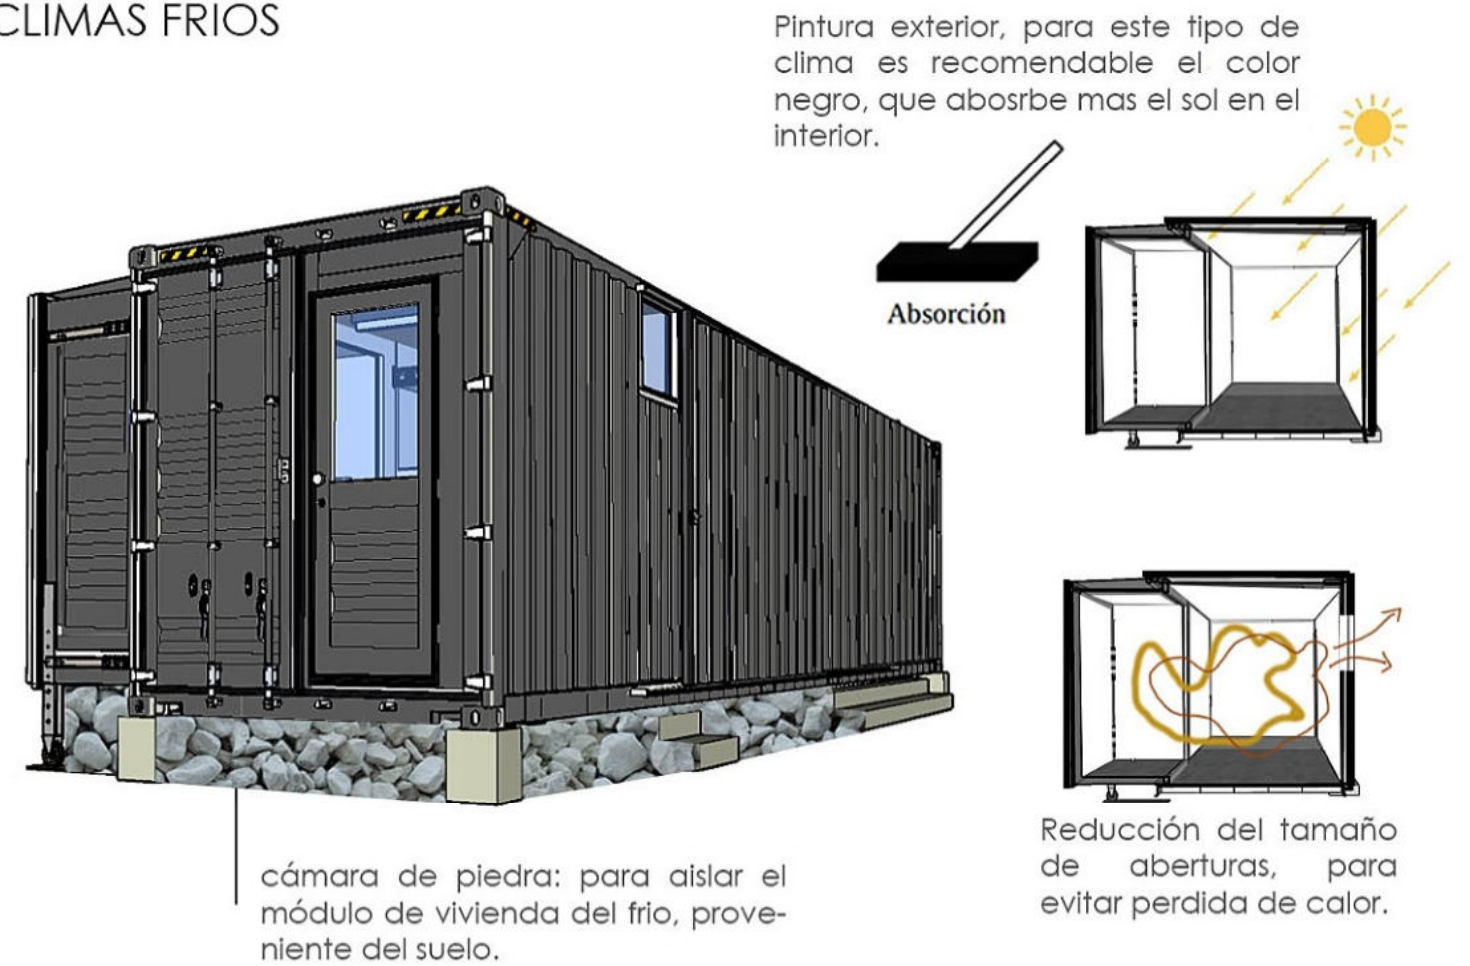 CLIMAS FRIOS
Pintura exterior, para este tipo de
clima es recomendable el color
negro, que abosrbe mas el sol en el
interior.
Absorción
cámara de piedra: para aislar el
módulo de vivienda del frio, prove-
niente del suelo.
Reducción del tamaño
de aberturas, para
evitar perdida de calor.